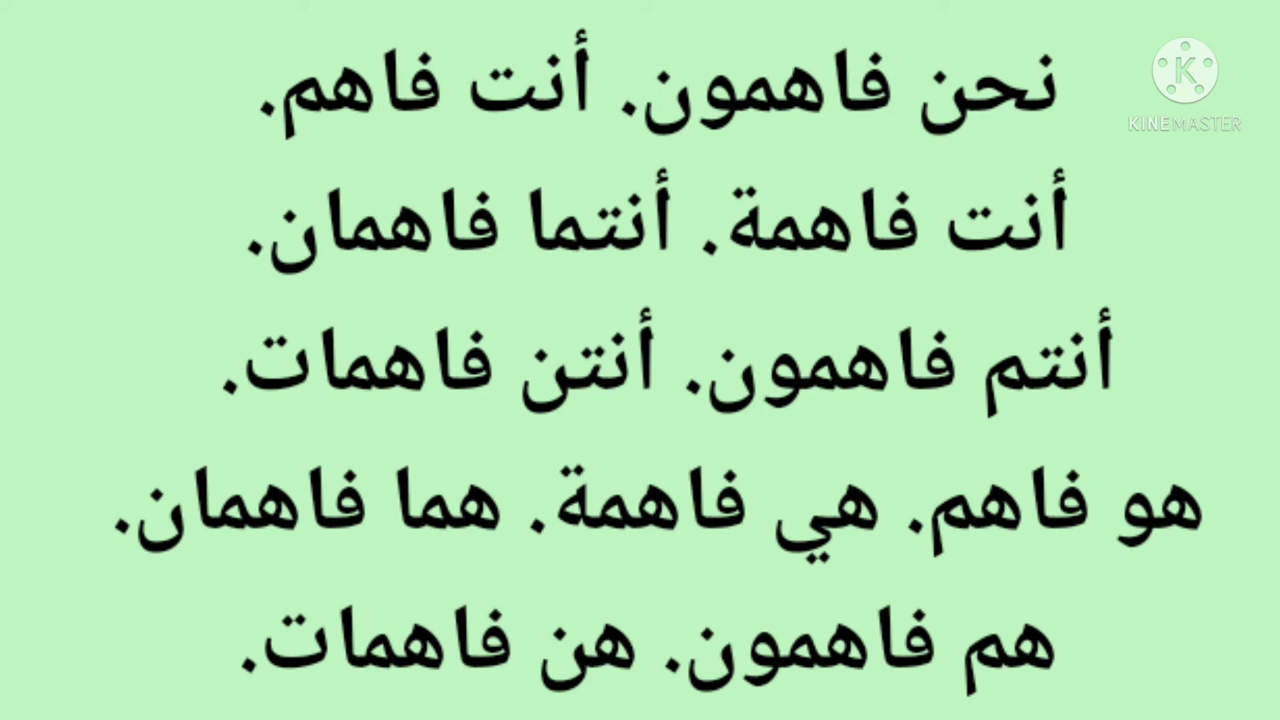 نحن فاهمون. أنت فاهم.
KINEMASTER
أنت فاهمة. أنتما فاهمان.
أنتم فاهمون. أنتن فاهمات.
هو فاهم. هي فاهمة. هما فاهمان.
هم فاهمون. هن فاهمات.